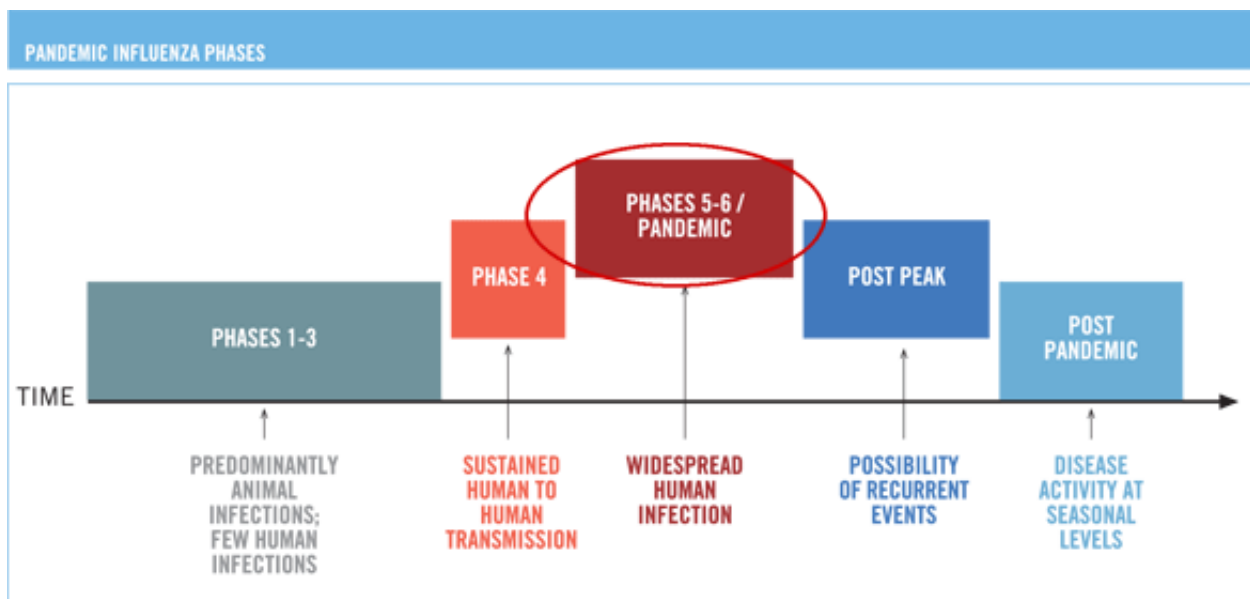 PANDEMIC INFLUENZA PHASES
PHASES 5-6 /
PANDEMIC
PHASE 4
POST PEAK
PHASES 1-3
POST
PANDEMIC
TIME
PREDOMINANTLY
ANIMAL
INFECTIONS;
FEW HUMAN
INFECTIONS
SUSTAINED
HUMAN TO
HUMAN
TRANSMISSION
WIDESPREAD
HUMAN
INFECTION
POSSIBILITY
OF RECURRENT
EVENTS
DISEASE
ACTIVITY AT
SEASONAL
LEVELS